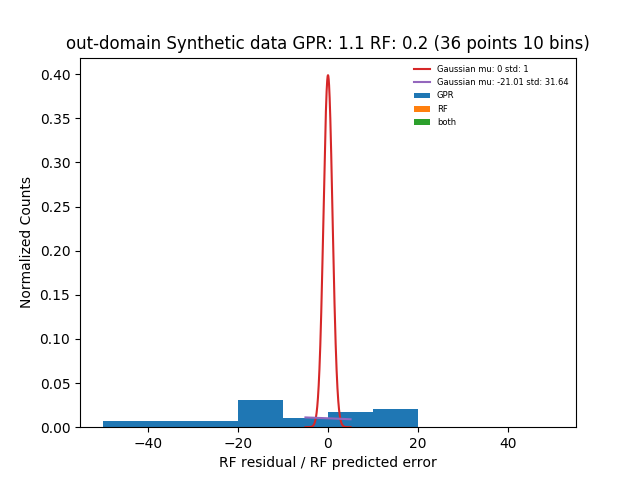 out-domain Synthetic data GPR: 1.1 RF: 0.2 (36 points 10 bins)
Gaussian mu: 0 std: 1
Gaussian mu: -21.01 std: 31.64
GPR
RF
both
Normalized Counts
0.40
0.35
0.30
0.25
0.20
0.15
0.10
0.05
0.00
−40
−20
0
20
40
RF residual / RF predicted error